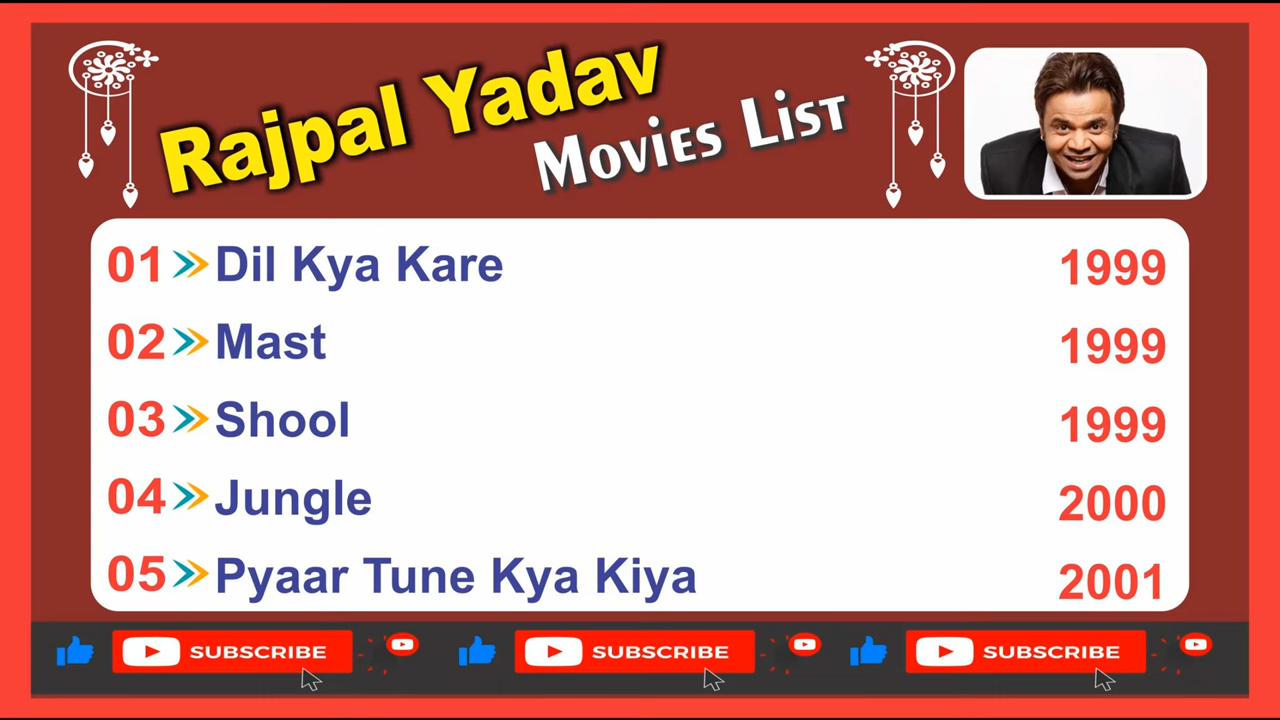 Rajpal Yadav
Movies List
01 Dil Kya Kare 1999
02 Mast 1999
03 Shool 1999
04 Jungle 2000
05 Pyaar Tune Kya Kiya 2001
SUBSCRIBE SUBSCRIBE SUBSCRIBE